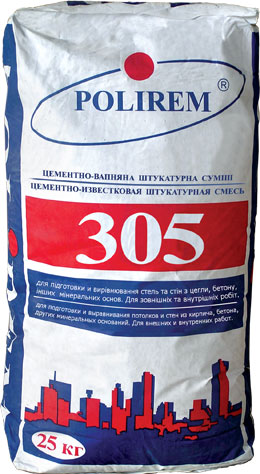 POLIREM®
ЦЕМЕНТНО-ВАПНЯНА ШТУКАТУРНА СУМІШ
ЦЕМЕНТНО-ИЗВЕСТКОВАЯ ШТУКАТУРНАЯ СМЕСЬ
305
для підготовки и вирівнювання стель та стін з цегли, бетону,
інших мінеральних основ. Для зовнішніх та внутрішніх робіт.
для подготовки и выравнивания потолков и стен из кирпича, бетона,
других минеральных оснований. Для внешних и внутренних работ.
25 кг